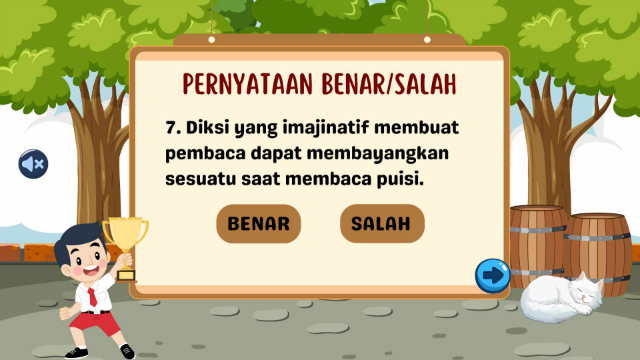 PERNYATAAN BENAR/SALAH
7. Diksi yang imajinatif membuat
pembaca dapat membayangkan
sesuatu saat membaca puisi.
BENAR
SALAH